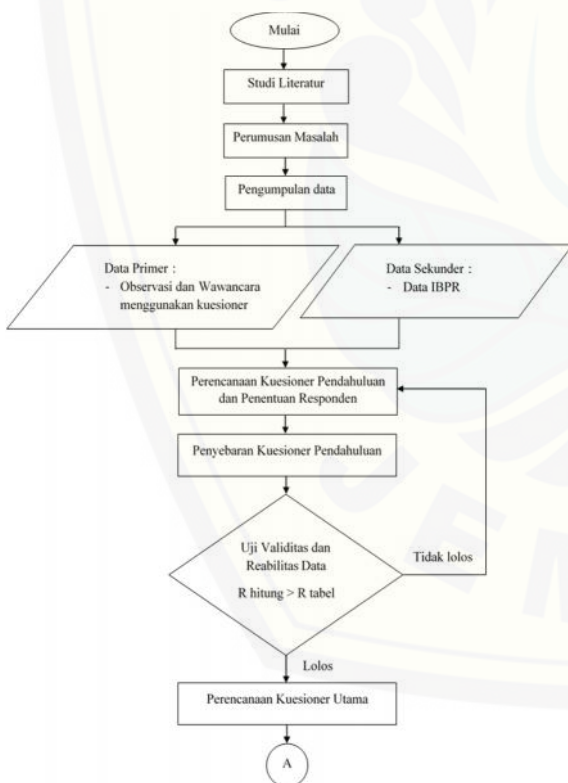 Mulai
Studi Literatur
Perumusan Masalah
Pengumpulan data
Data Primer :
- Observasi dan Wawancara
menggunakan kuesioner
Data Sekunder :
- Data IBPR
Perencanaan Kuesioner Pendahuluan
dan Penentuan Responden
Penyebaran Kuesioner Pendahuluan
Uji Validitas dan
Reabilitas Data
R hitung > R tabel
Tidak lolos
Lolos
Perencanaan Kuesioner Utama
A
JEM